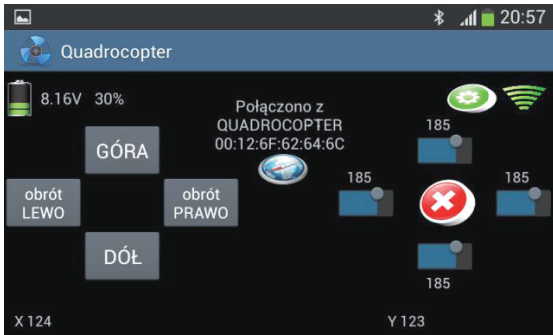 20:57
Quadrocopter
8.16V 30%
Połączono z
QUADROCOPTER
00:12:6F:62:64:6C
GÓRA
obrót
LEWO
obrót
PRAWO
DÓŁ
185
185
185
185
X 124
Y 123